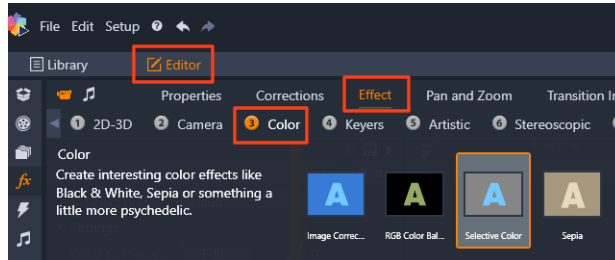 File Edit Setup
Library Editor
Properties Corrections Effect Pan and Zoom Transition In
1 2D-3D 2 Camera 3 Color 4 Keyers 5 Artistic 6 Stereoscopic
Color
Create interesting color effects like
Black & White, Sepia or something a
little more psychedelic.
fx
A A A A
Image Correc... RGB Color Bal... Selective Color Sepia